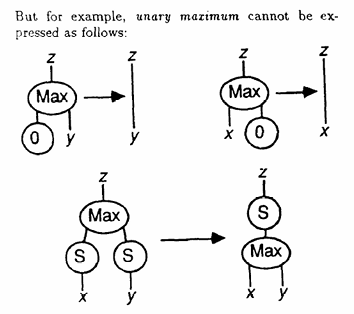 But for example, unary maximum cannot be ex-
pressed as follows:
z z z z
Max Max
0 y y x 0 x
z z
Max S
S S Max
x y x y